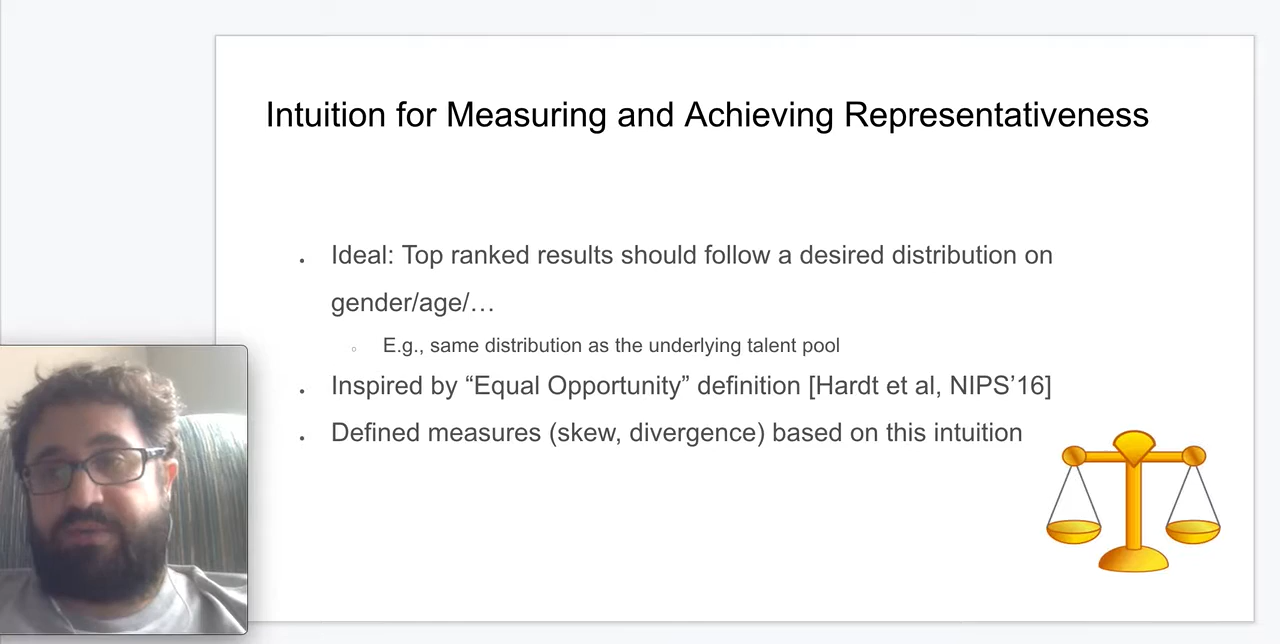 Intuition for Measuring and Achieving Representativeness
Ideal: Top ranked results should follow a desired distribution on
gender/age/…
E.g., same distribution as the underlying talent pool
Inspired by “Equal Opportunity” definition [Hardt et al, NIPS’16]
Defined measures (skew, divergence) based on this intuition